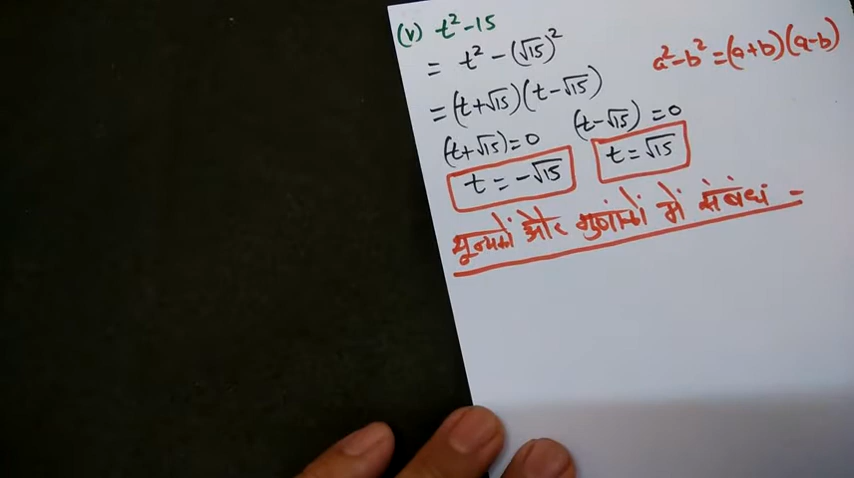 (v) t² - 15
= t² - (√15)²
a² - b² = (a+b)(a-b)
= (t+√15)(t-√15)
(t+√15) = 0 (t-√15) = 0
t = -√15 t = √15
शून्यकों और गुणांकों में संबंध -